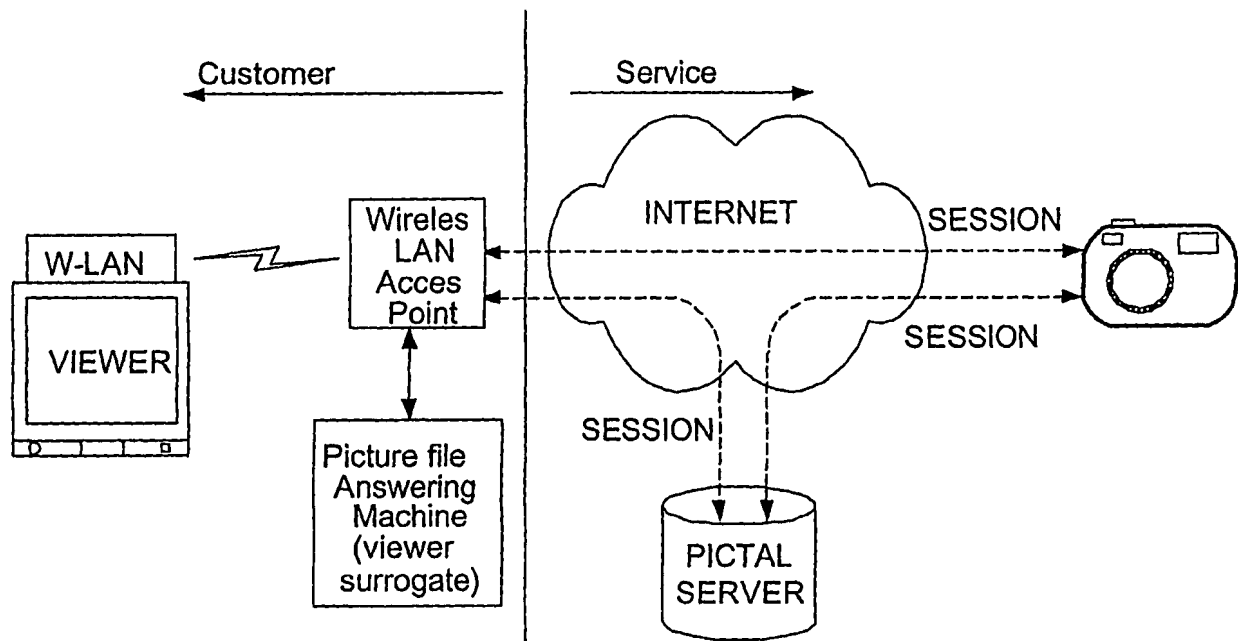 Customer
Service
INTERNET
SESSION
Wireles
LAN
Acces
Point
W-LAN
VIEWER
SESSION
SESSION
Picture file
Answering
Machine
(viewer
surrogate)
PICTAL
SERVER